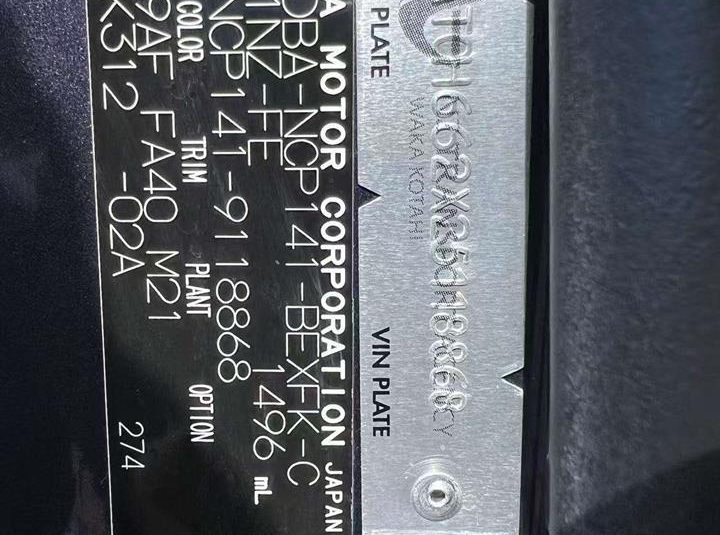 WAKA KOTAHI
PLATE VIN PLATE
A MOTOR CORPORATION JAPAN
DBA-NCP141-BEXFK-C
1NZ-FE 1496 mL
NCP141-9118868
COLOR TRIM PLANT OPTION
9AF FA40 M21
K312 -02A 274